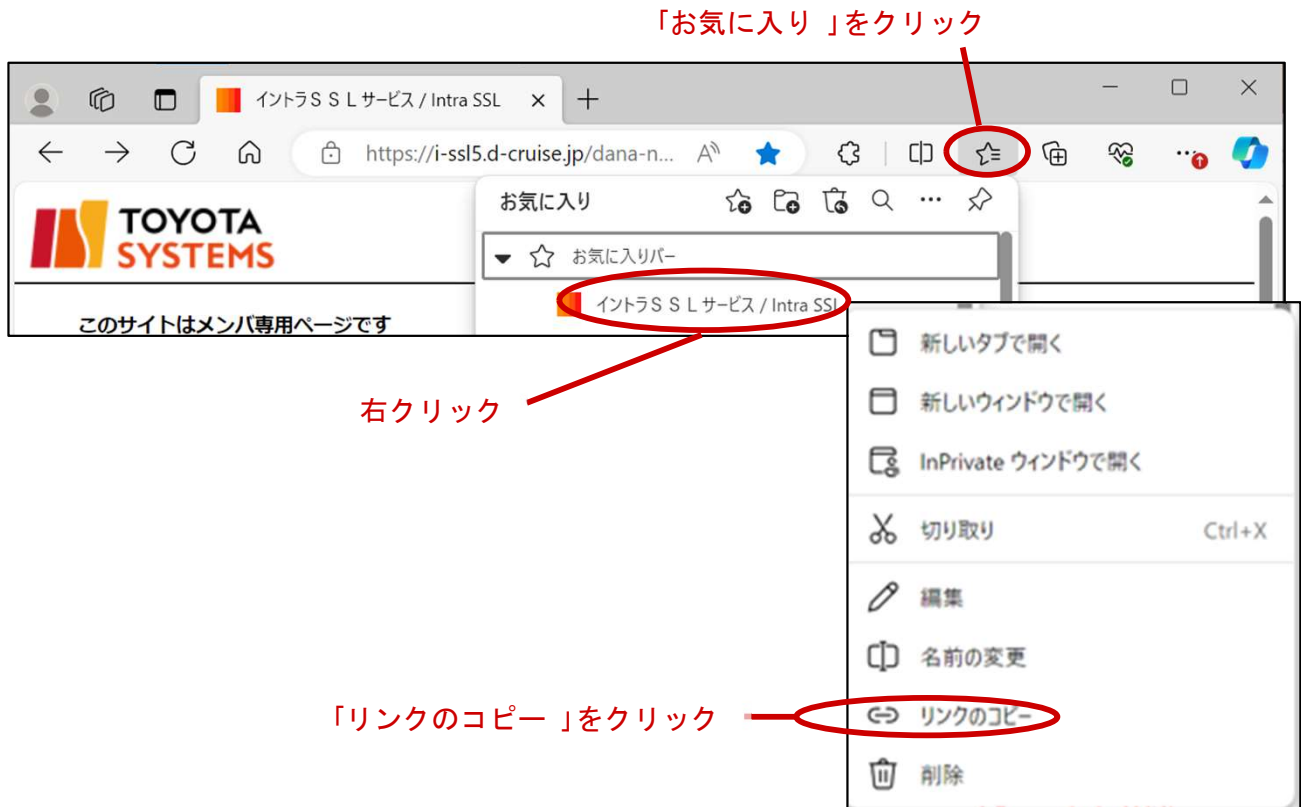 「お気に入り 」をクリック
イントラＳＳＬサービス / Intra SSL
https://i-ssl5.d-cruise.jp/dana-n...
お気に入り
TOYOTA
SYSTEMS
お気に入りバー
イントラＳＳＬサービス / Intra SSL
このサイトはメンバ専用ページです
新しいタブで開く
右クリック
新しいウィンドウで開く
InPrivate ウィンドウで開く
切り取り Ctrl+X
編集
名前の変更
「リンクのコピー 」をクリック
リンクのコピー
削除